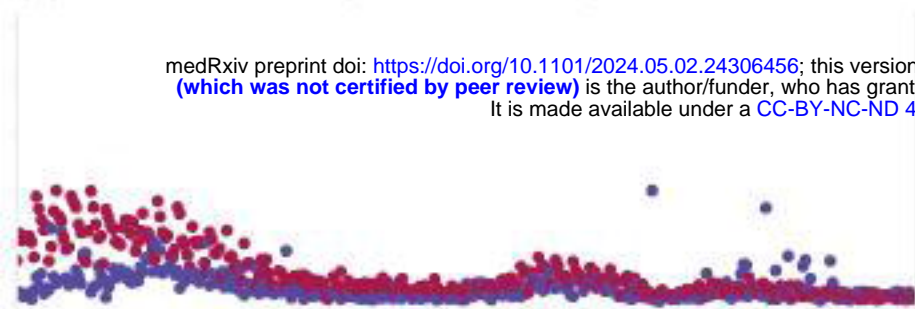 medRxiv preprint doi: https://doi.org/10.1101/2024.05.02.24306456; this version
(which was not certified by peer review) is the author/funder, who has grant
It is made available under a CC-BY-NC-ND 4